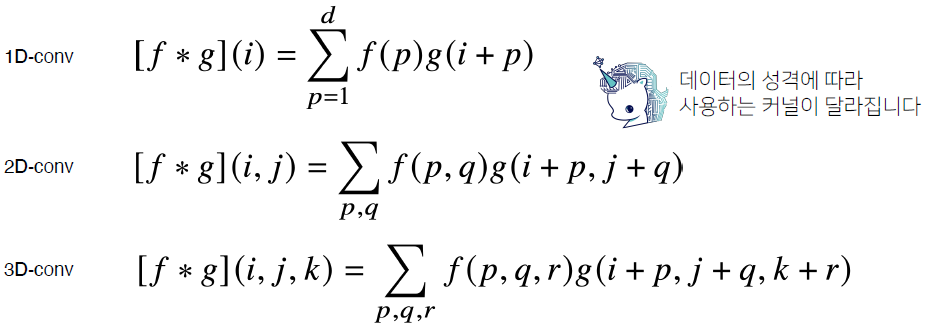 1D-conv [f ∗ g](i) = ∑_{p=1}^{d} f(p)g(i + p)
데이터의 성격에 따라
사용하는 커널이 달라집니다
2D-conv [f ∗ g](i, j) = ∑_{p,q} f(p, q)g(i + p, j + q)
3D-conv [f ∗ g](i, j, k) = ∑_{p,q,r} f(p, q, r)g(i + p, j + q, k + r)